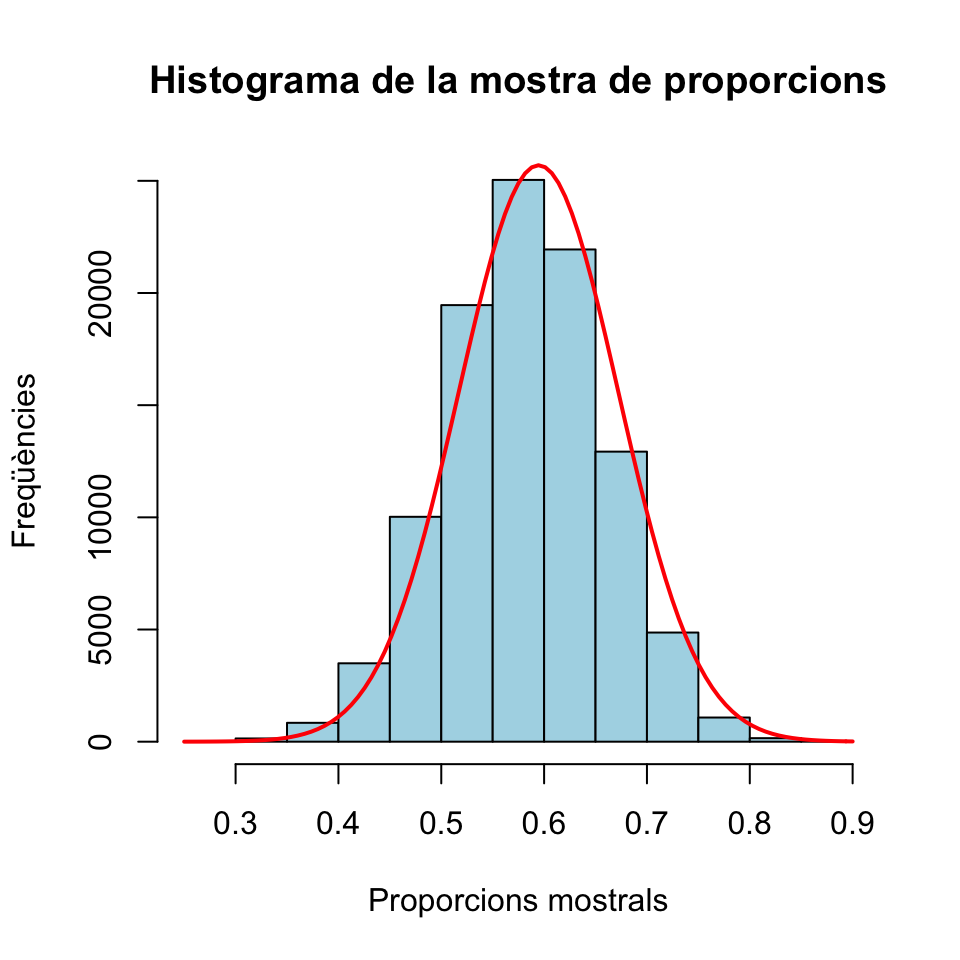 Histograma de la mostra de proporcions
Freqüències
20000
10000
5000
0
0.3 0.4 0.5 0.6 0.7 0.8 0.9
Proporcions mostrals